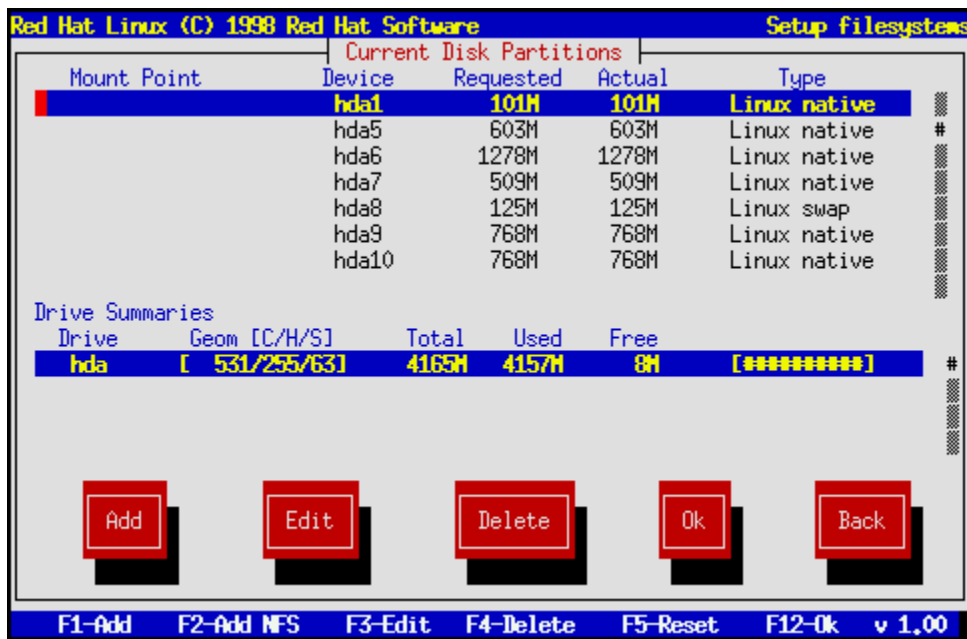 Red Hat Linux (C) 1998 Red Hat Software Setup filesystems
Current Disk Partitions
Mount Point Device Requested Actual Type
hda1 101M 101M Linux native
hda5 603M 603M Linux native
hda6 1278M 1278M Linux native
hda7 509M 509M Linux native
hda8 125M 125M Linux swap
hda9 768M 768M Linux native
hda10 768M 768M Linux native
Drive Summaries
Drive Geom [C/H/S] Total Used Free
hda [ 531/255/63] 4165M 4157M 8M [##########]
Add Edit Delete Ok Back
F1-Add F2-Add NFS F3-Edit F4-Delete F5-Reset F12-Ok v 1.00